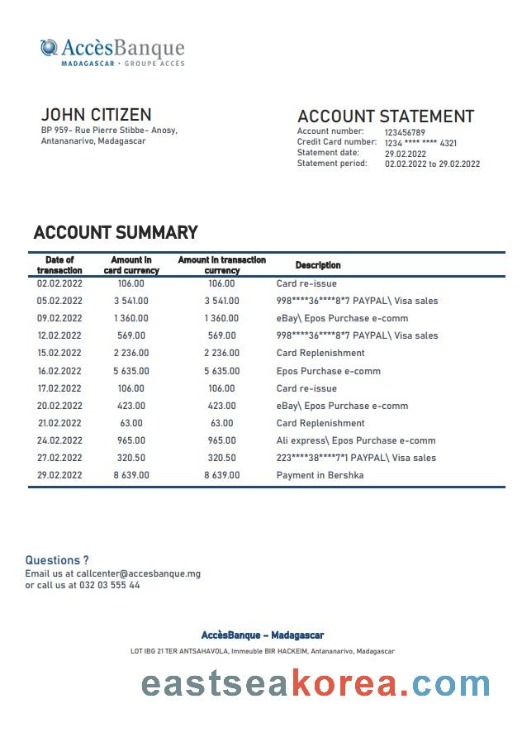 AccèsBanque
MADAGASCAR • GROUPE ACCÈS
JOHN CITIZEN
BP 959- Rue Pierre Stibbe- Anosy,
Antananarivo, Madagascar
ACCOUNT STATEMENT
Account number: 123456789
Credit Card number: 1234 **** **** 4321
Statement date: 29.02.2022
Statement period: 02.02.2022 to 29.02.2022
ACCOUNT SUMMARY
Date of transaction Amount in card currency Amount in transaction currency Description
02.02.2022 106.00 106.00 Card re-issue
05.02.2022 3 541.00 3 541.00 998****36****8*7 PAYPAL\ Visa sales
09.02.2022 1 360.00 1 360.00 eBay\ Epos Purchase e-comm
12.02.2022 569.00 569.00 998****36****8*7 PAYPAL\ Visa sales
15.02.2022 2 236.00 2 236.00 Card Replenishment
16.02.2022 5 635.00 5 635.00 Epos Purchase e-comm
17.02.2022 106.00 106.00 Card re-issue
20.02.2022 423.00 423.00 eBay\ Epos Purchase e-comm
21.02.2022 63.00 63.00 Card Replenishment
24.02.2022 965.00 965.00 Ali express\ Epos Purchase e-comm
27.02.2022 320.50 320.50 223****38****7*1 PAYPAL\ Visa sales
29.02.2022 8 639.00 8 639.00 Payment in Bershka
Questions ?
Email us at callcenter@accesbanque.mg
or call us at 032 03 555 44
AccèsBanque – Madagascar
LOT IBG 21 TER ANTSAHAVOLA, Immeuble BIR HACKEIM, Antananarivo, Madagascar
eastseakorea.com